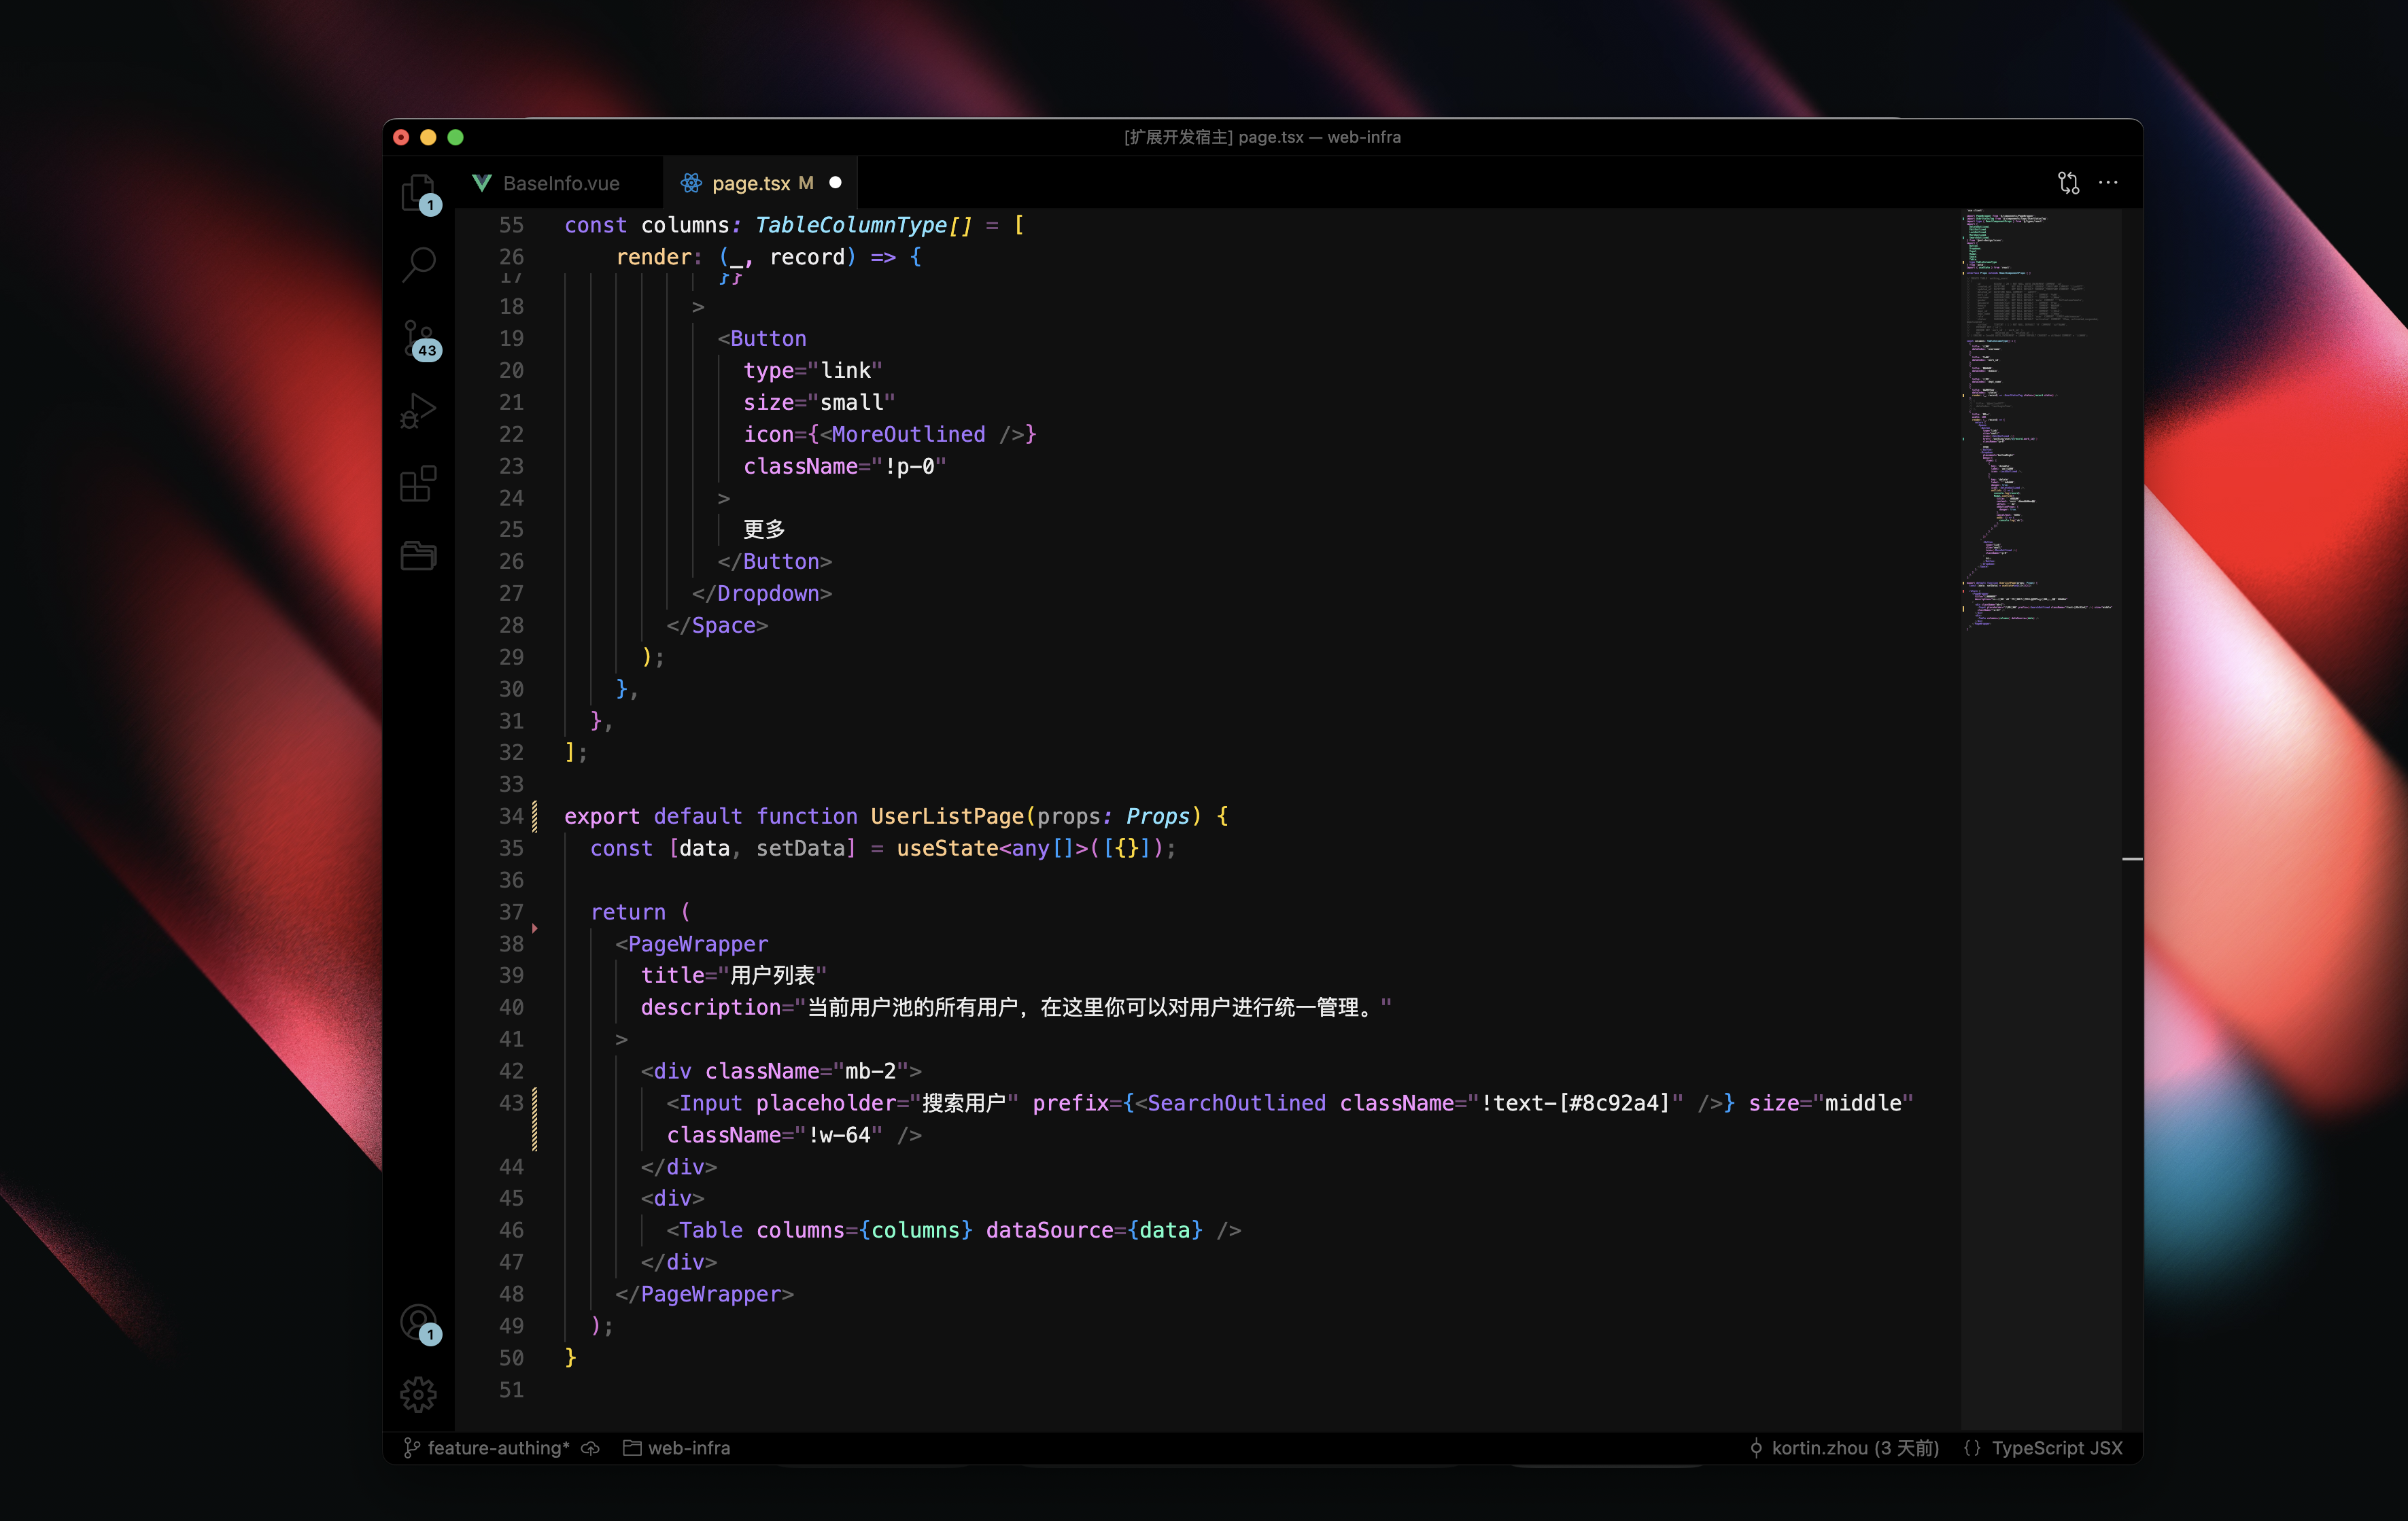 [扩展开发宿主] page.tsx — web-infra
BaseInfo.vue
page.tsx M
1
43
1
55 const columns: TableColumnType[] = [
26 render: (_, record) => {
17 }}
18 >
19 <Button
20 type="link"
21 size="small"
22 icon={<MoreOutlined />}
23 className="!p-0"
24 >
25 更多
26 </Button>
27 </Dropdown>
28 </Space>
29 );
30 },
31 },
32 ];
33
34 export default function UserListPage(props: Props) {
35 const [data, setData] = useState<any[]>([{}]);
36
37 return (
38 <PageWrapper
39 title="用户列表"
40 description="当前用户池的所有用户，在这里你可以对用户进行统一管理。"
41 >
42 <div className="mb-2">
43 <Input placeholder="搜索用户" prefix={<SearchOutlined className="!text-[#8c92a4]" />} size="middle"
className="!w-64" />
44 </div>
45 <div>
46 <Table columns={columns} dataSource={data} />
47 </div>
48 </PageWrapper>
49 );
50 }
51
feature-authing* web-infra
kortin.zhou (3 天前) {} TypeScript JSX